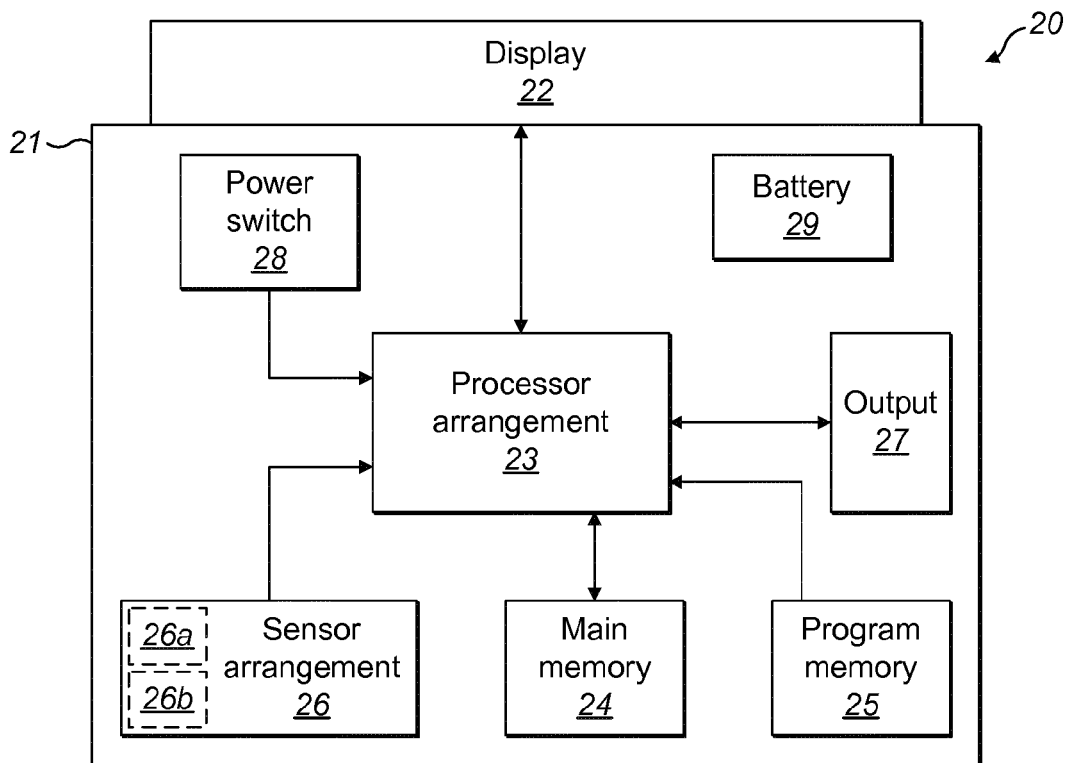 20
Display
22
21
Power
switch
28
Battery
29
Processor
arrangement
23
Output
27
26a
26b
Sensor
arrangement
26
Main
memory
24
Program
memory
25